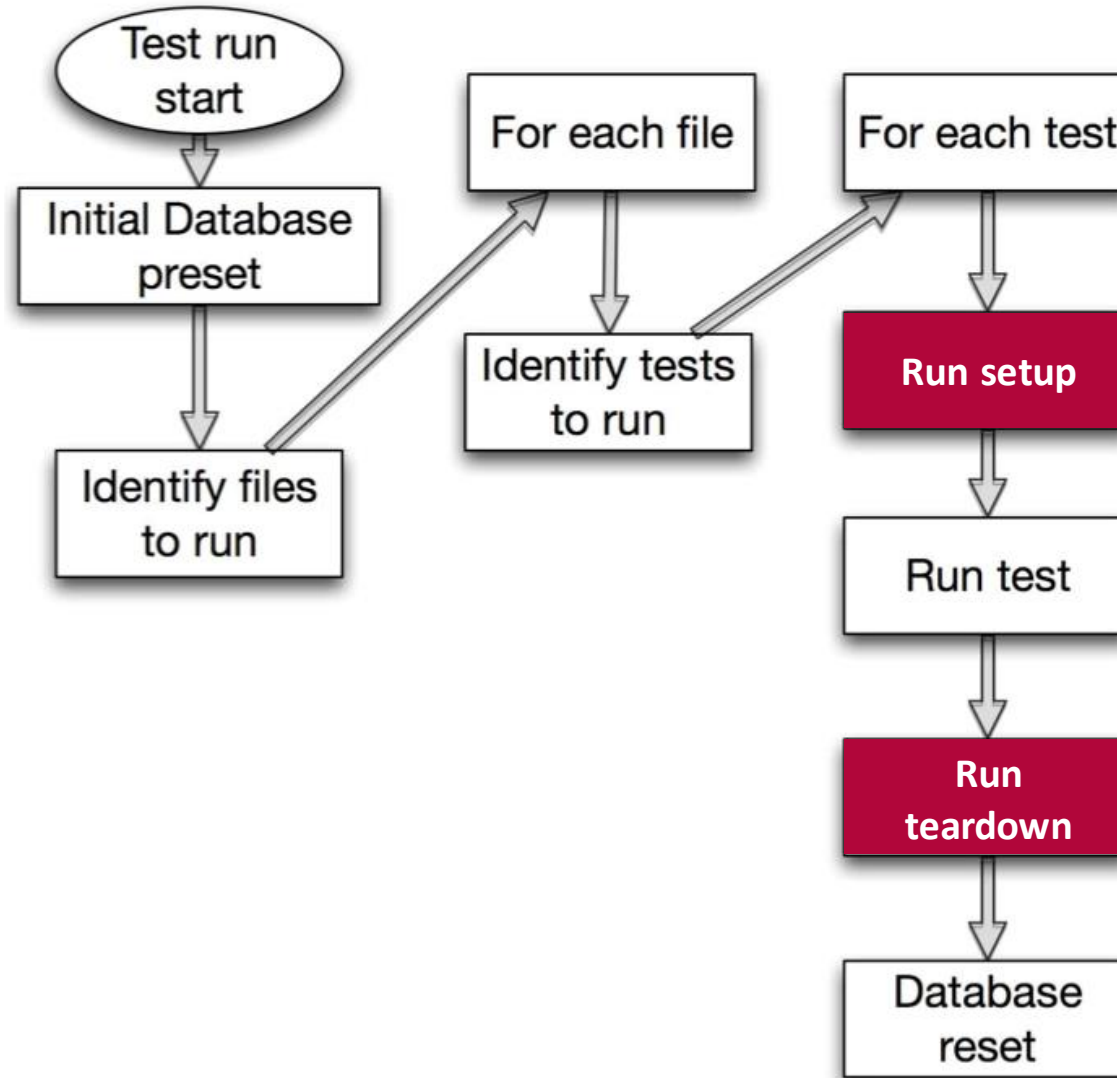 Test run
start
Initial Database
preset
Identify files
to run
For each file
Identify tests
to run
For each test
Run setup
Run test
Run
teardown
Database
reset